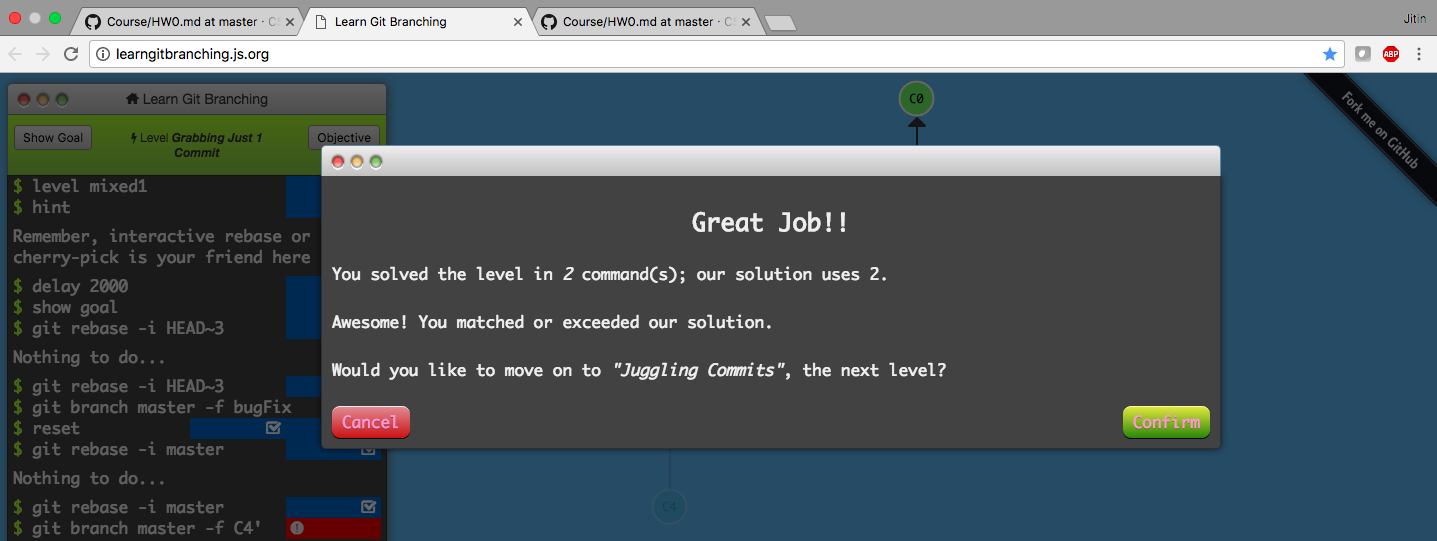 Course/HW0.md at master · CS
Learn Git Branching
Course/HW0.md at master · CS
Jitin
learngitbranching.js.org
ABP
Learn Git Branching
Show Goal
Level Grabbing Just 1
Commit
Objective
C0
Fork me on GitHub
$ level mixed1
$ hint
Remember, interactive rebase or
cherry-pick is your friend here
$ delay 2000
$ show goal
$ git rebase -i HEAD~3
Nothing to do...
$ git rebase -i HEAD~3
$ git branch master -f bugFix
$ reset
$ git rebase -i master
Nothing to do...
$ git rebase -i master
$ git branch master -f C4'
Great Job!!
You solved the level in 2 command(s); our solution uses 2.
Awesome! You matched or exceeded our solution.
Would you like to move on to "Juggling Commits", the next level?
Cancel
Confirm
C4